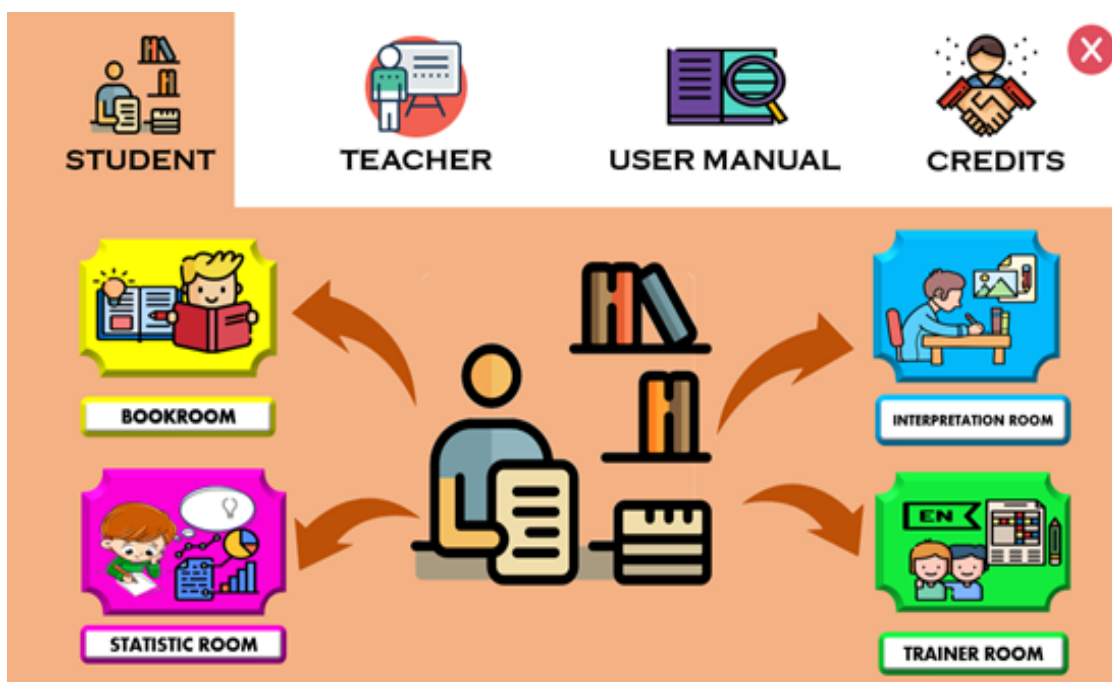 STUDENT
TEACHER
USER MANUAL
CREDITS
X
BOOKROOM
INTERPRETATION ROOM
EN
STATISTIC ROOM
TRAINER ROOM